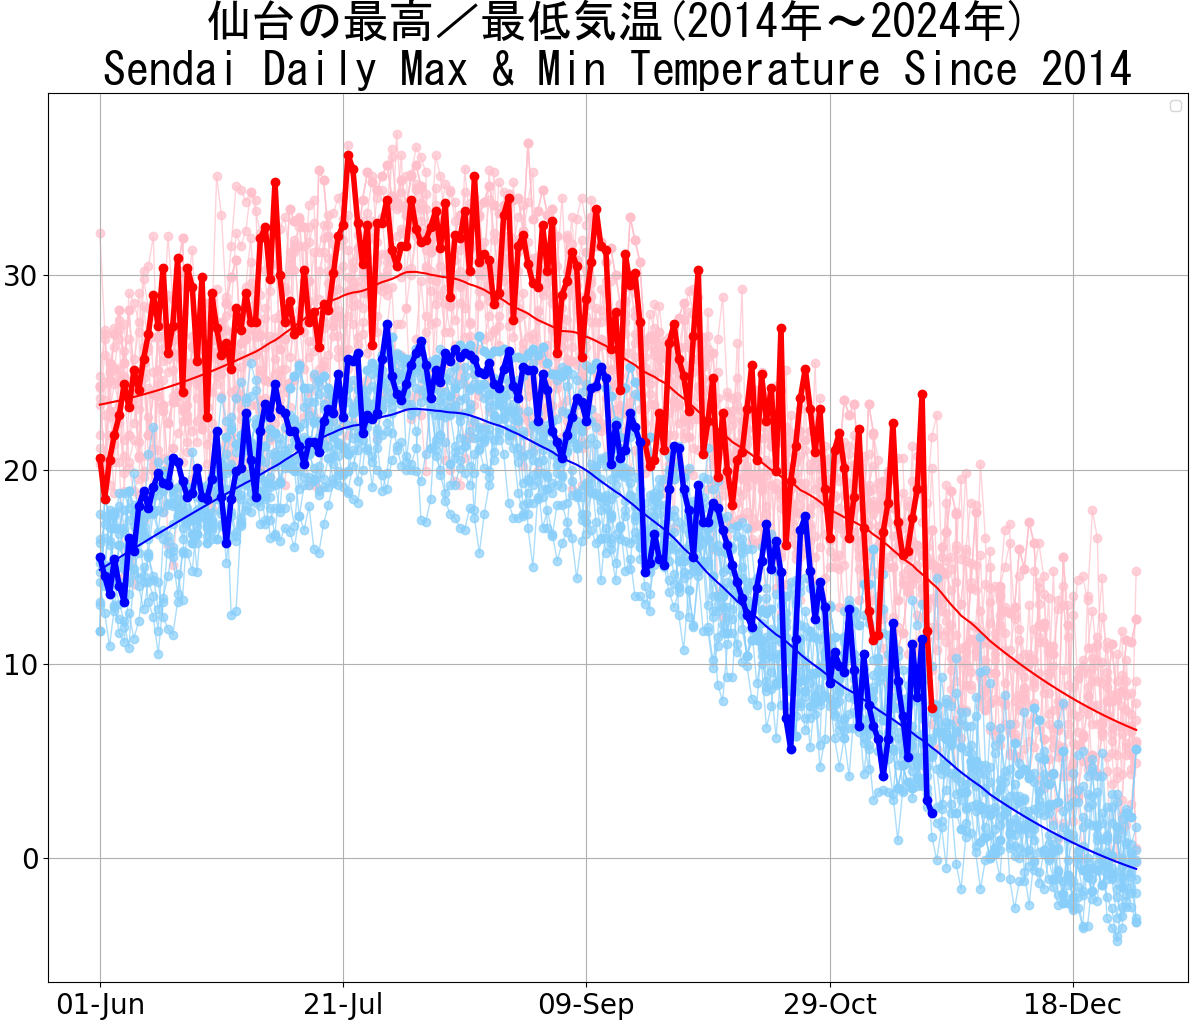 仙台の最高／最低気温(2014年～2024年)
Sendai Daily Max & Min Temperature Since 2014
30
20
10
0
01-Jun 21-Jul 09-Sep 29-Oct 18-Dec